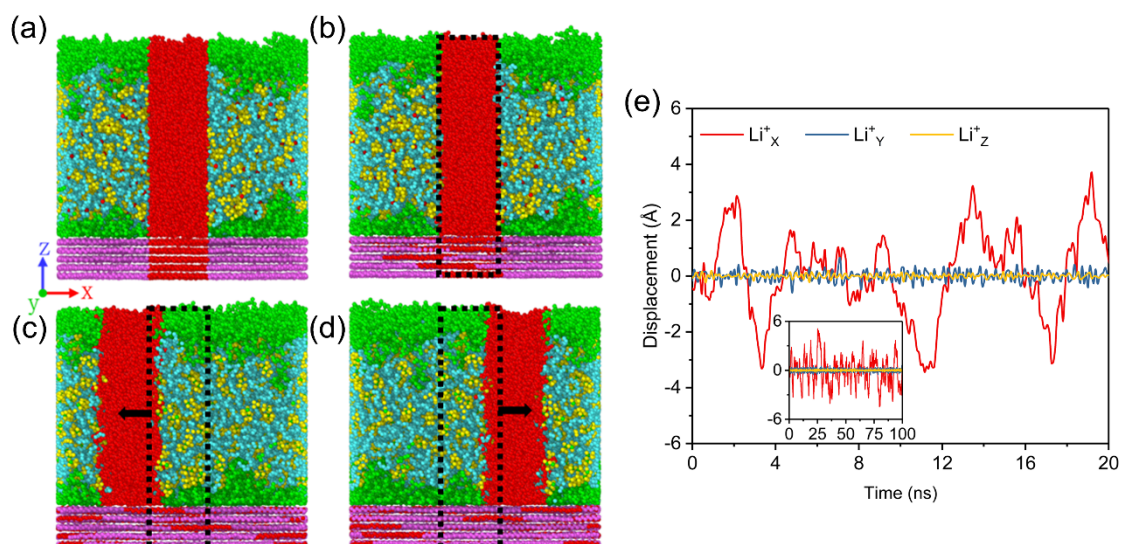 (a)
(b)
z
y
x
(c)
(d)
(e)
Li⁺X
Li⁺Y
Li⁺Z
Displacement (Å)
6
4
2
0
-2
-4
-6
6
0
-6
0 25 50 75 100
0 4 8 12 16 20
Time (ns)